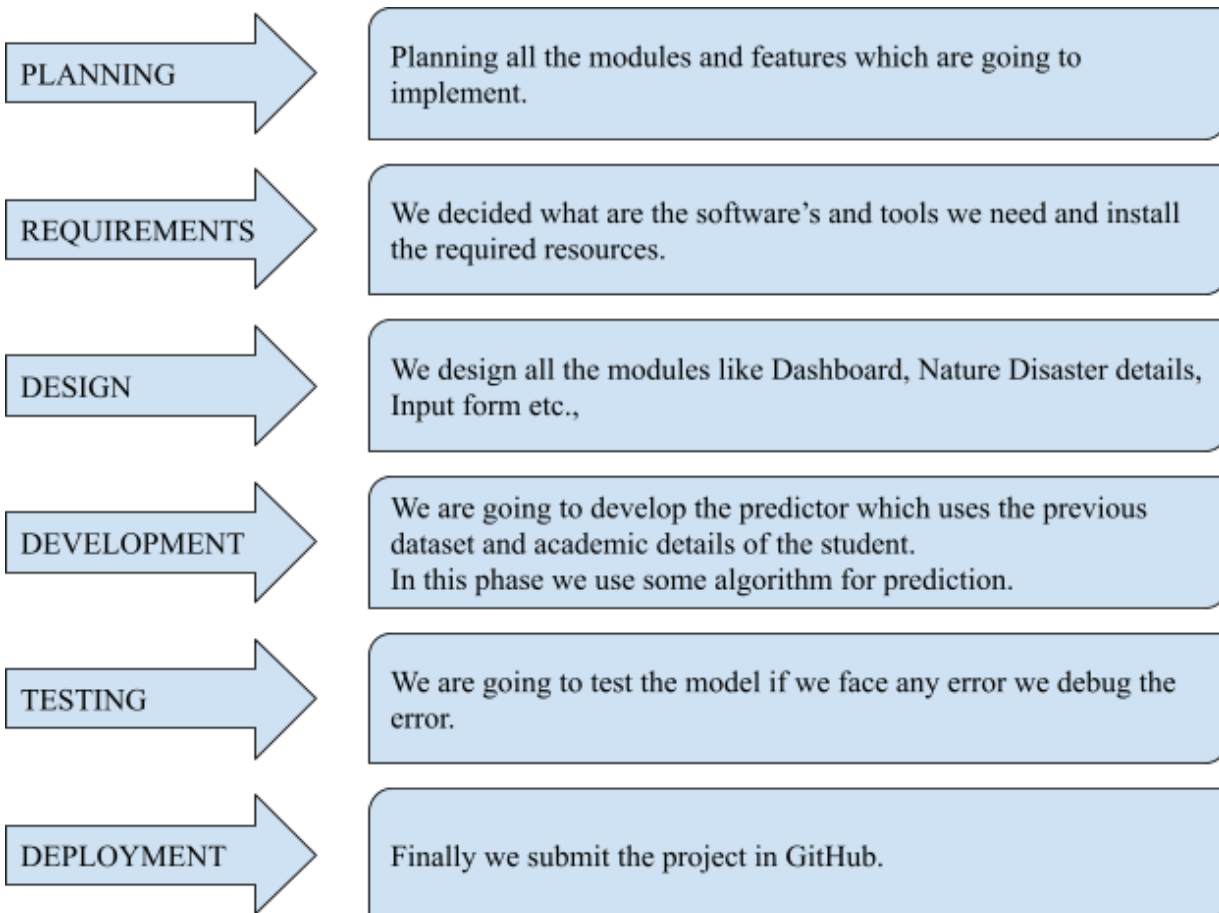 PLANNING
Planning all the modules and features which are going to
implement.
REQUIREMENTS
We decided what are the software’s and tools we need and install
the required resources.
DESIGN
We design all the modules like Dashboard, Nature Disaster details,
Input form etc.,
DEVELOPMENT
We are going to develop the predictor which uses the previous
dataset and academic details of the student.
In this phase we use some algorithm for prediction.
TESTING
We are going to test the model if we face any error we debug the
error.
DEPLOYMENT
Finally we submit the project in GitHub.